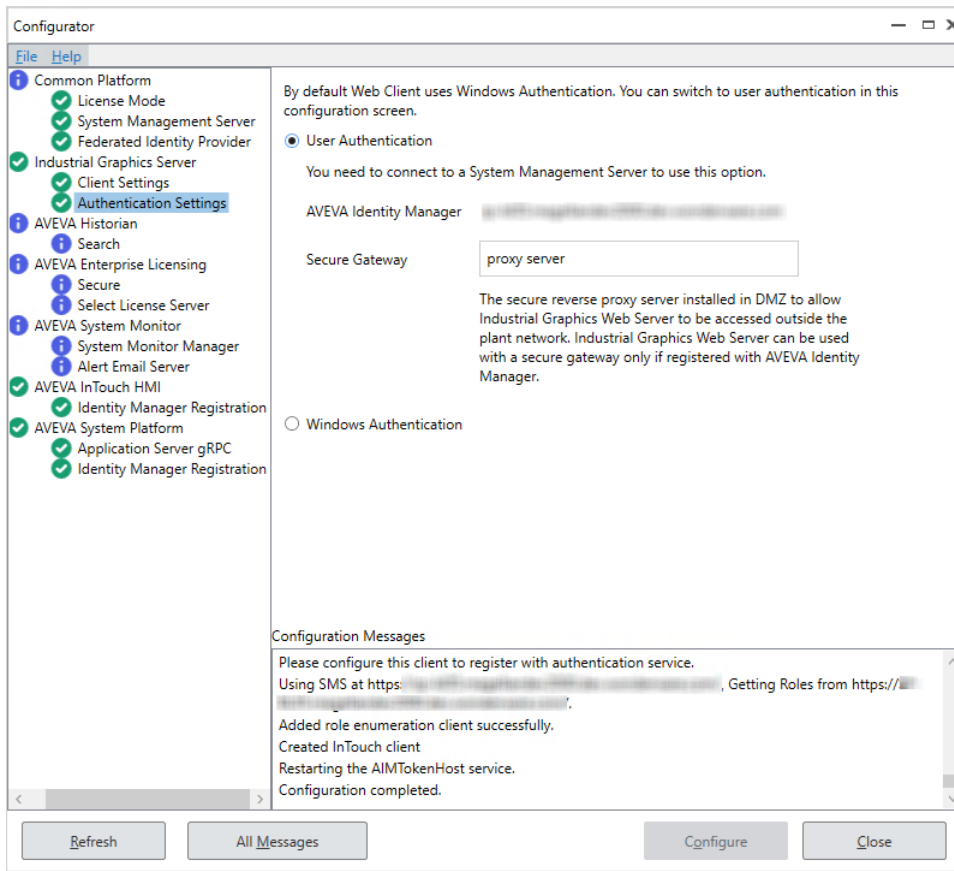 Configurator
File Help
Common Platform
License Mode
System Management Server
Federated Identity Provider
Industrial Graphics Server
Client Settings
Authentication Settings
AVEVA Historian
Search
AVEVA Enterprise Licensing
Secure
Select License Server
AVEVA System Monitor
System Monitor Manager
Alert Email Server
AVEVA InTouch HMI
Identity Manager Registration
AVEVA System Platform
Application Server gRPC
Identity Manager Registration
By default Web Client uses Windows Authentication. You can switch to user authentication in this
configuration screen.
User Authentication
You need to connect to a System Management Server to use this option.
AVEVA Identity Manager
Secure Gateway
proxy server
The secure reverse proxy server installed in DMZ to allow
Industrial Graphics Web Server to be accessed outside the
plant network. Industrial Graphics Web Server can be used
with a secure gateway only if registered with AVEVA Identity
Manager.
Windows Authentication
Configuration Messages
Please configure this client to register with authentication service.
Using SMS at https: , Getting Roles from https://
Added role enumeration client successfully.
Created InTouch client
Restarting the AIMTokenHost service.
Configuration completed.
Refresh
All Messages
Configure
Close